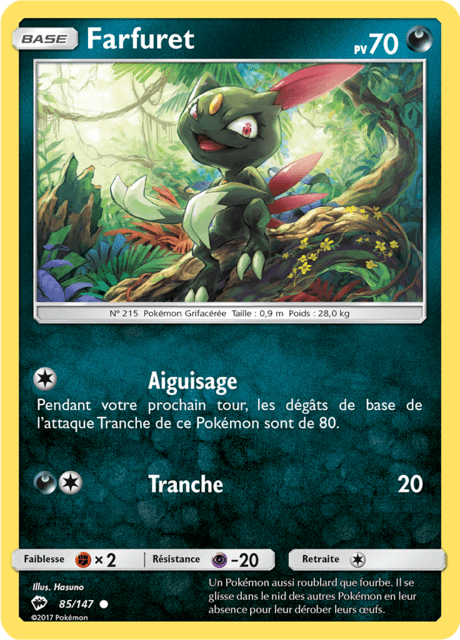 BASE Farfuret PV 70
N° 215 Pokémon Grifacérée Taille : 0,9 m Poids : 28,0 kg
Aiguisage
Pendant votre prochain tour, les dégâts de base de
l'attaque Tranche de ce Pokémon sont de 80.
Tranche 20
Faiblesse ×2 Résistance -20 Retraite
Illus. Hasuno
85/147
©2017 Pokémon
Un Pokémon aussi roublard que fourbe. Il se
glisse dans le nid des autres Pokémon en leur
absence pour leur dérober leurs œufs.